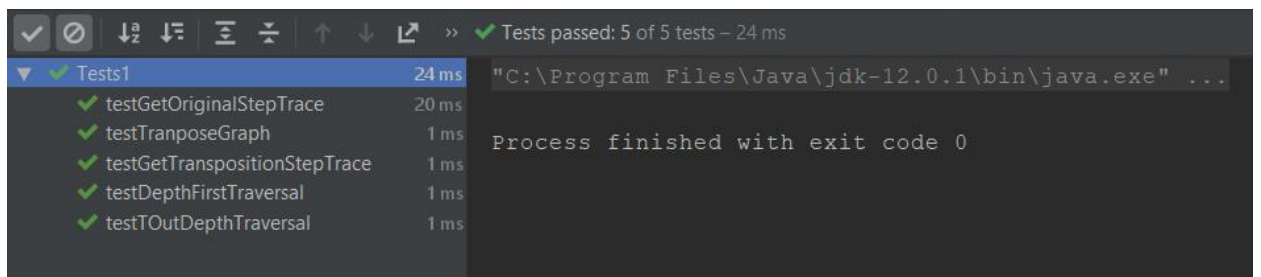 Tests passed: 5 of 5 tests – 24 ms
Tests1 24 ms
testGetOriginalStepTrace 20 ms
testTranposeGraph 1 ms
testGetTranspositionStepTrace 1 ms
testDepthFirstTraversal 1 ms
testTOutDepthTraversal 1 ms
"C:\Program Files\Java\jdk-12.0.1\bin\java.exe" ...
Process finished with exit code 0